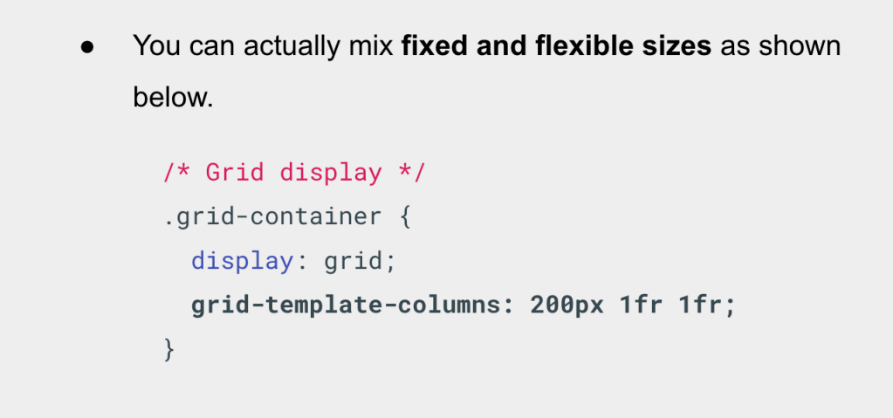 ● You can actually mix fixed and flexible sizes as shown
below.
/* Grid display */
.grid-container {
display: grid;
grid-template-columns: 200px 1fr 1fr;
}